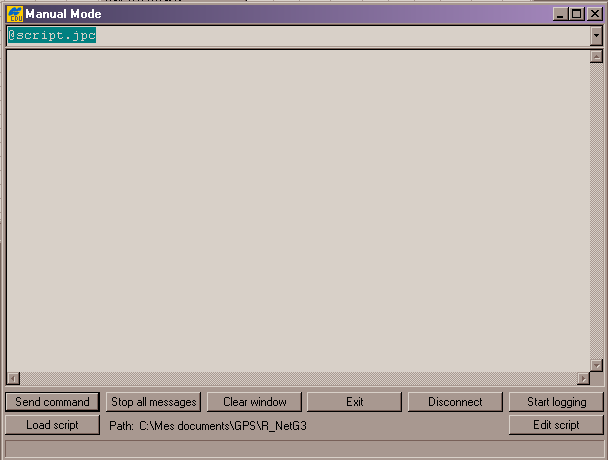 Manual Mode
@script.jpc
Send command Stop all messages Clear window Exit Disconnect Start logging
Load script Path: C:\Mes documents\GPS\R_NetG3 Edit script